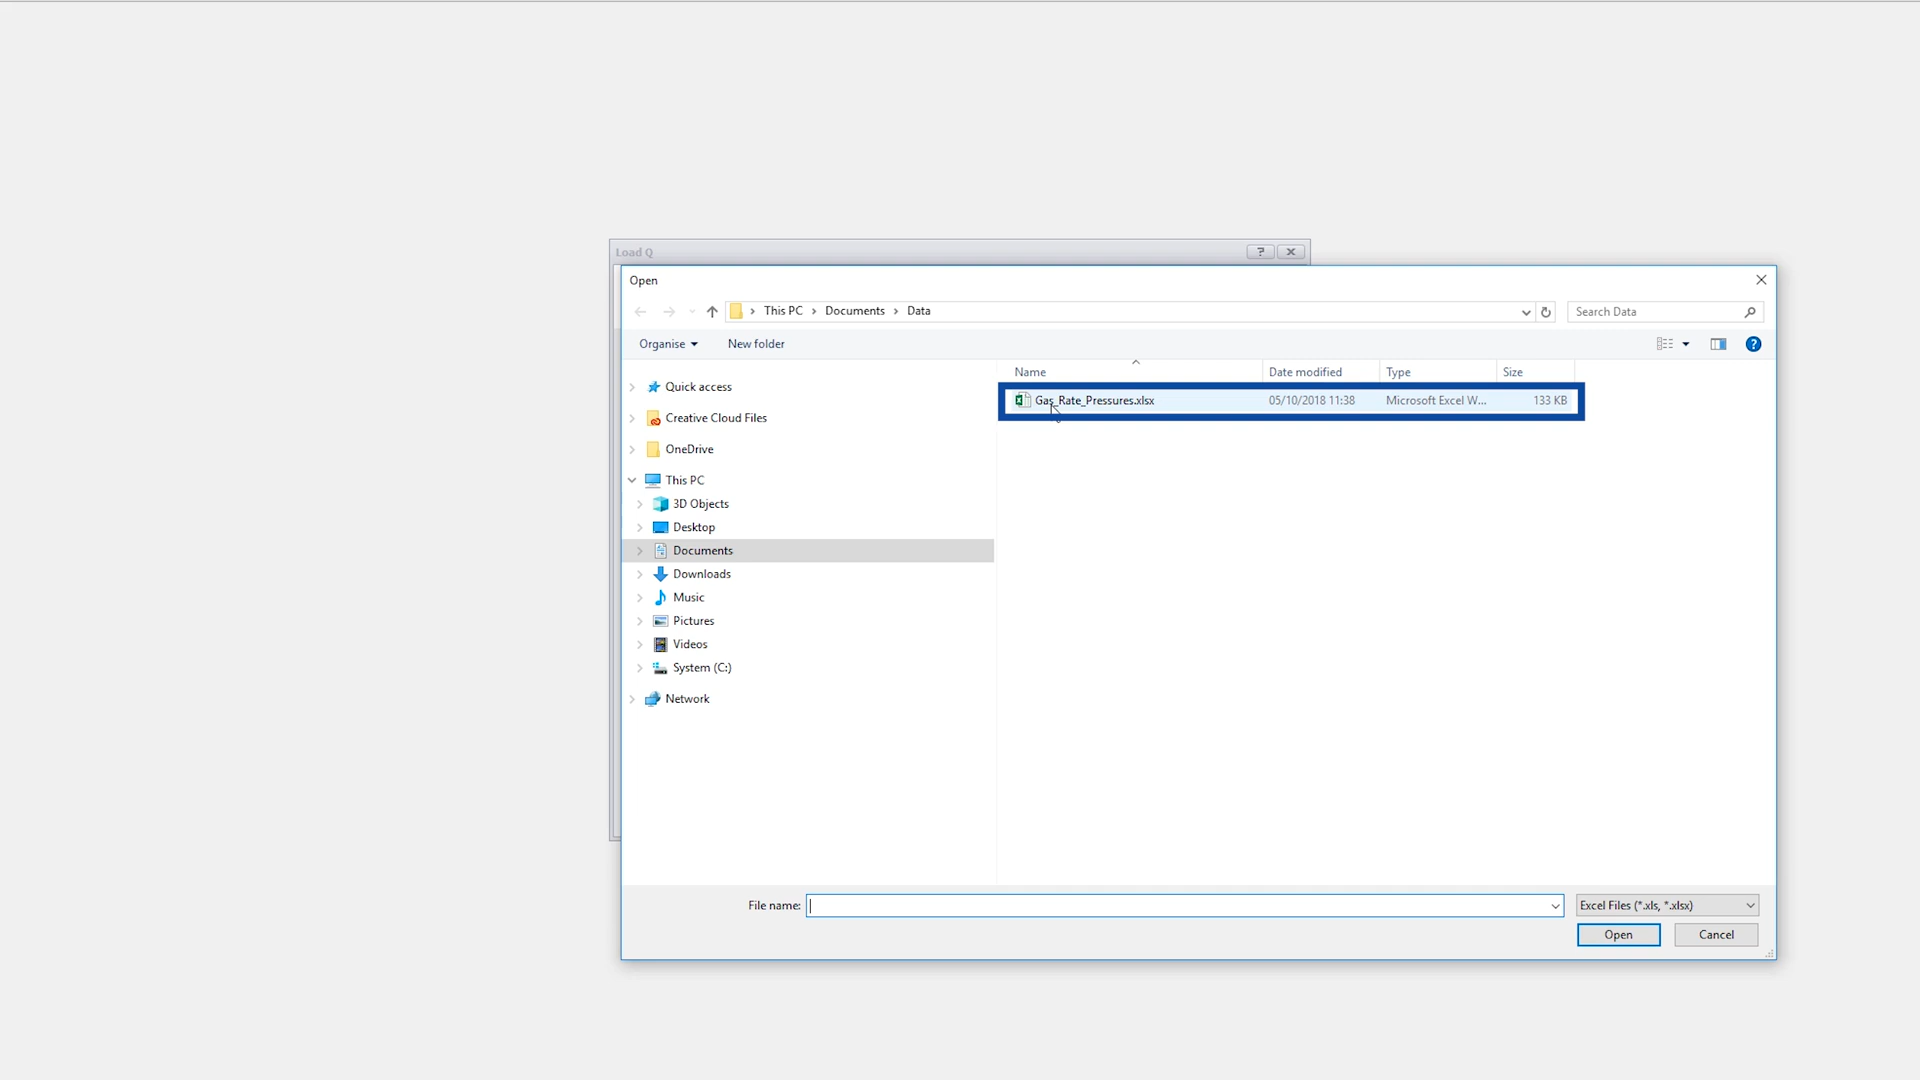 Load Q
?
Open
This PC > Documents > Data
Search Data
Organise
New folder
?
Name
Date modified
Type
Size
Gas_Rate_Pressures.xlsx
05/10/2018 11:38
Microsoft Excel W...
133 KB
Quick access
Creative Cloud Files
OneDrive
This PC
3D Objects
Desktop
Documents
Downloads
Music
Pictures
Videos
System (C:)
Network
File name:
Excel Files (*.xls, *.xlsx)
Open
Cancel